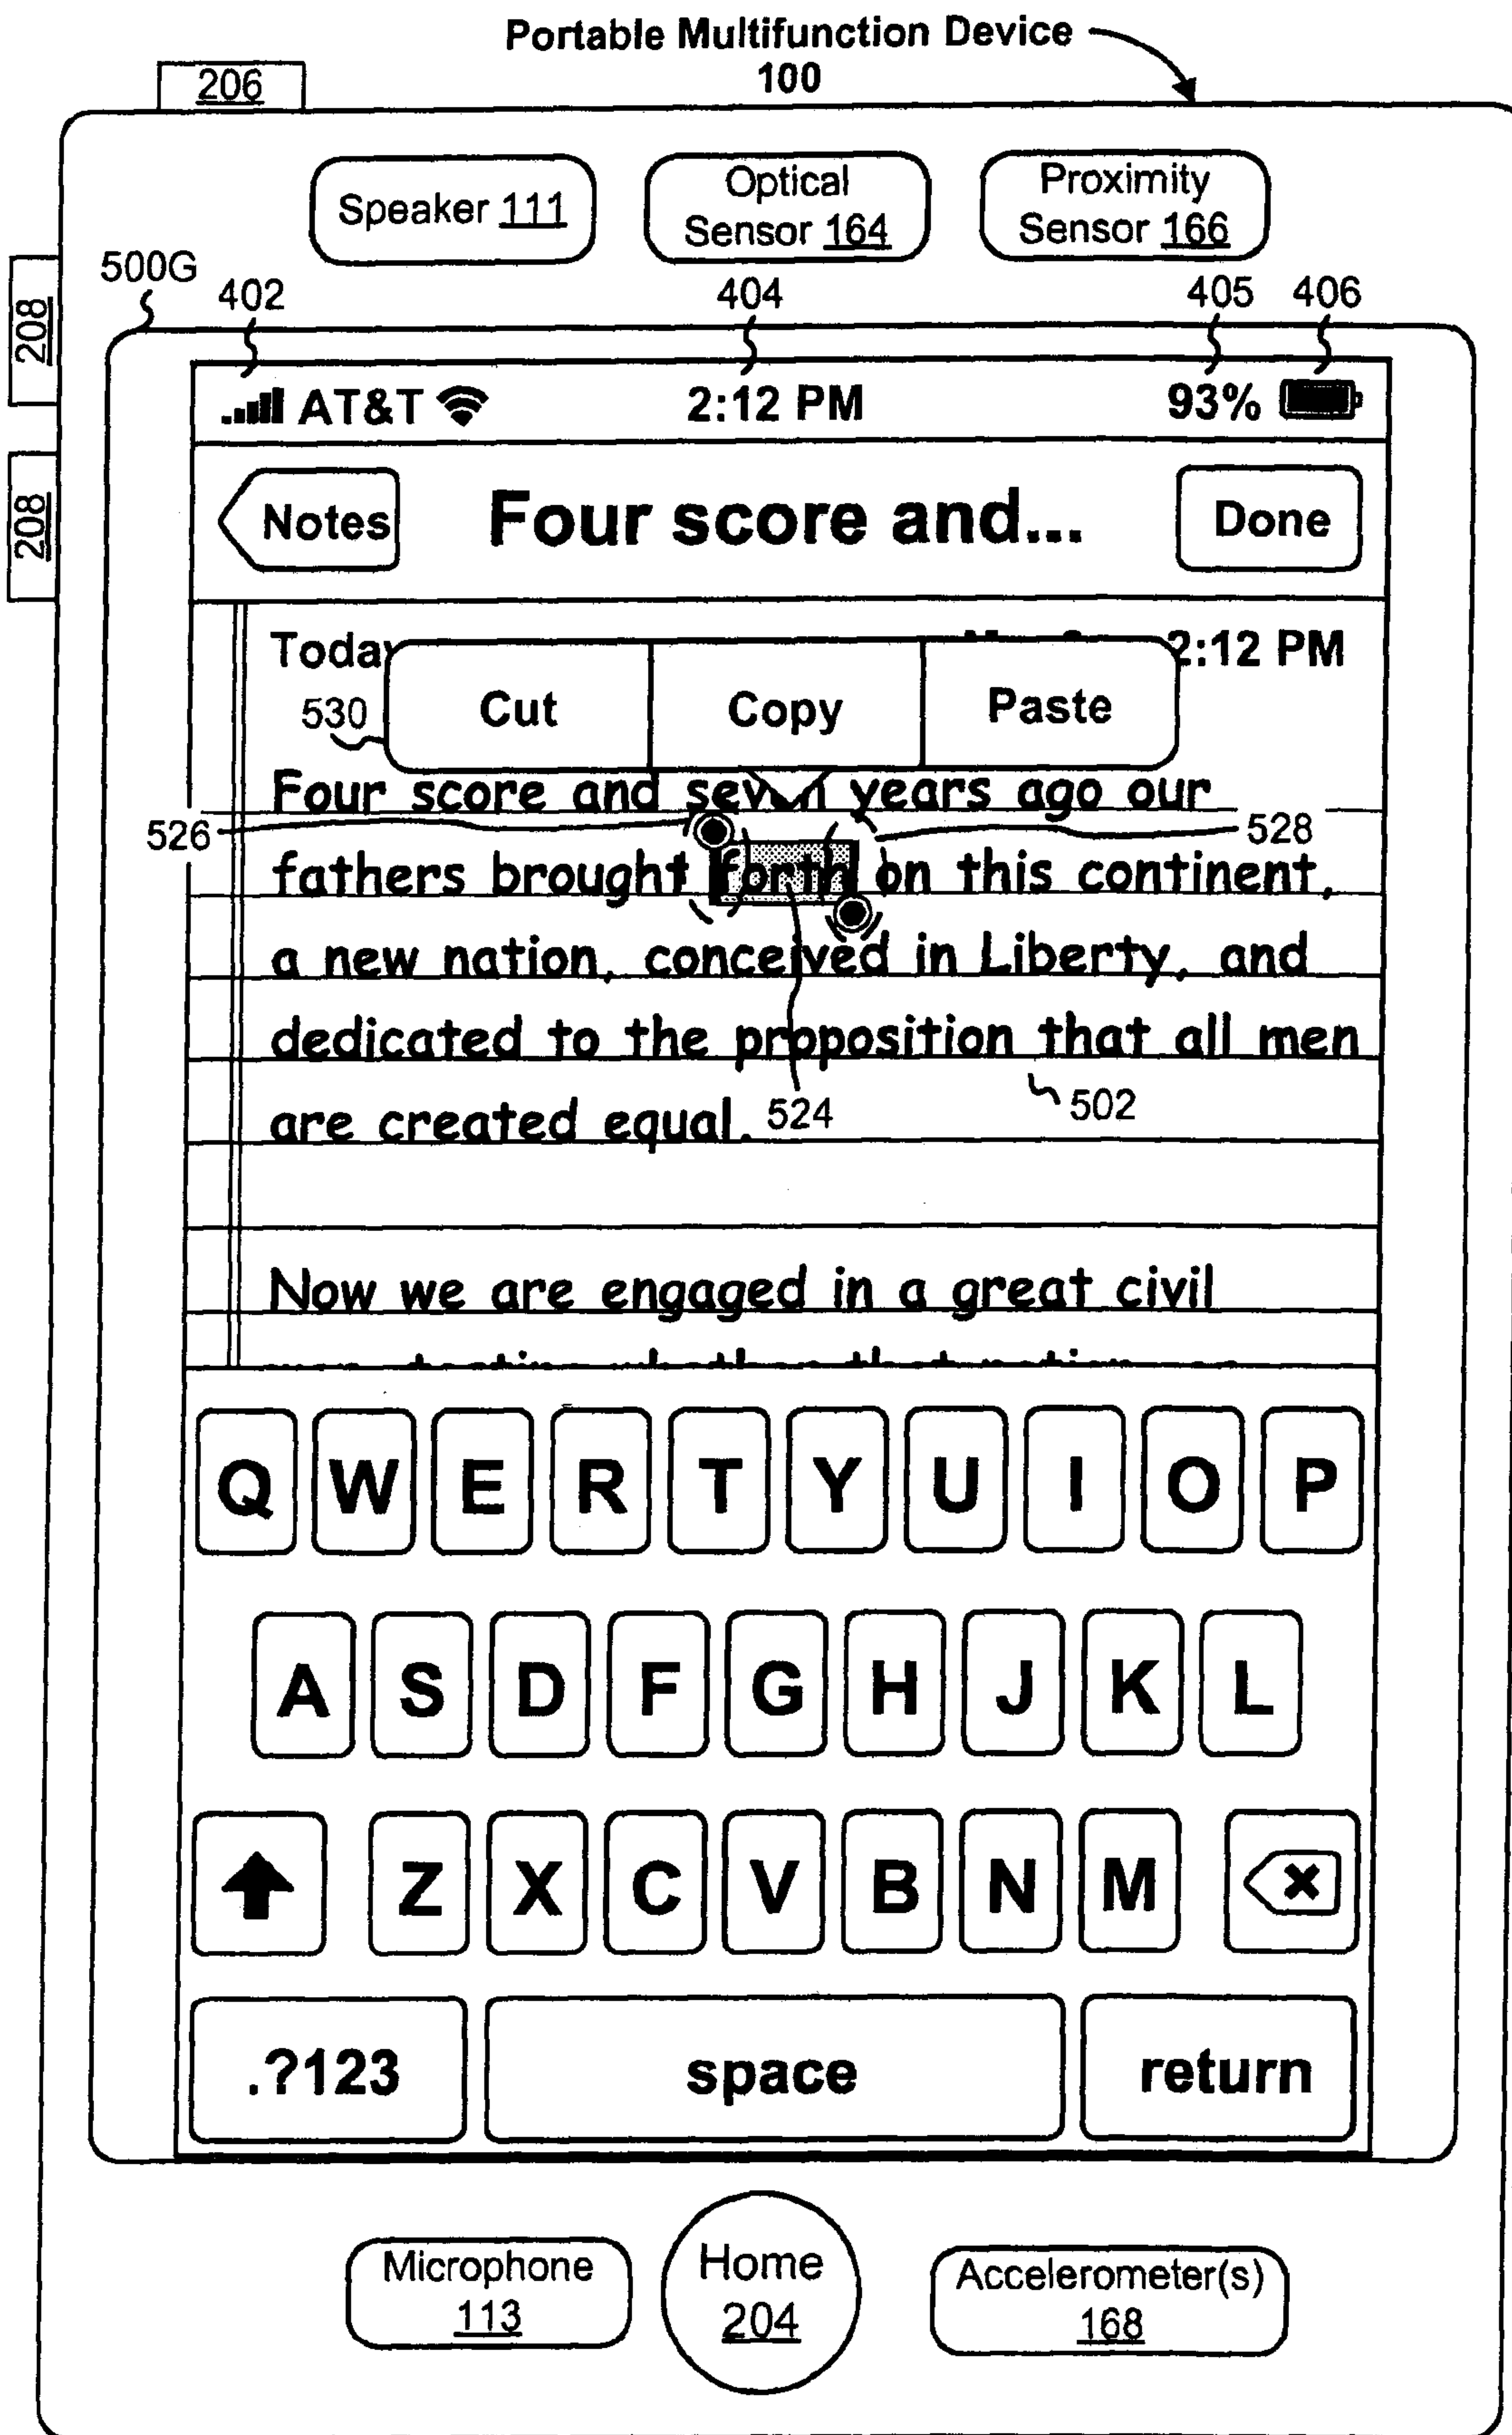 Portable Multifunction Device
100
206
Speaker 111
Optical
Sensor 164
Proximity
Sensor 166
208
208
500G
402
404
405
406
AT&T
2:12 PM
93%
Notes
Four score and...
Done
Today
2:12 PM
530
Cut
Copy
Paste
Four score and seven years ago our
526
528
fathers brought forth on this continent,
a new nation, conceived in Liberty, and
dedicated to the proposition that all men
502
are created equal.
524
Now we are engaged in a great civil
Q W E R T Y U I O P
A S D F G H J K L
Z X C V B N M
.?123
space
return
Microphone
113
Home
204
Accelerometer(s)
168